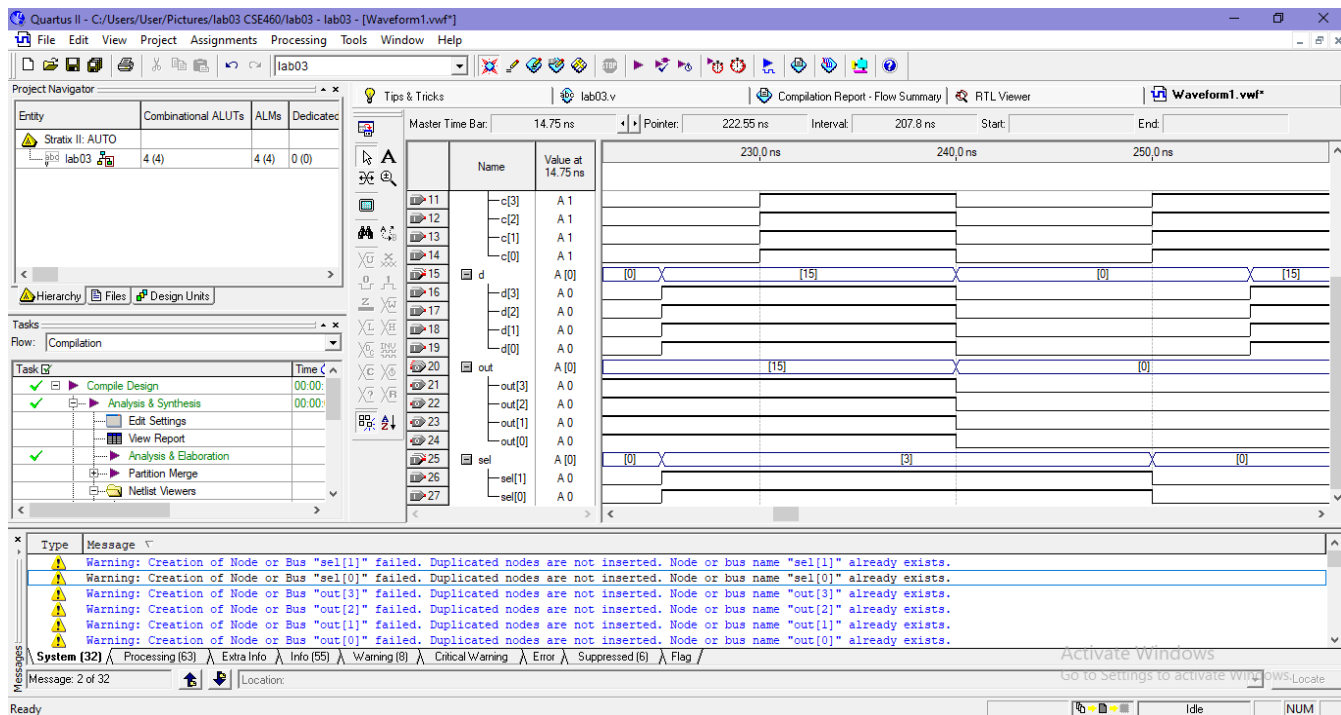 Quartus II - C:/Users/User/Pictures/lab03 CSE460/lab03 - lab03 - [Waveform1.vwf*]
File Edit View Project Assignments Processing Tools Window Help
lab03
Project Navigator
Entity Combinational ALUTs ALMs Dedicated
Stratix II: AUTO
lab03 4 (4) 4 (4) 0 (0)
Hierarchy Files Design Units
Tasks
Flow: Compilation
Task Time (
Compile Design 00:00:
Analysis & Synthesis 00:00:
Edit Settings
View Report
Analysis & Elaboration
Partition Merge
Netlist Viewers
Tips & Tricks lab03.v Compilation Report - Flow Summary RTL Viewer Waveform1.vwf*
Master Time Bar: 14.75 ns Pointer: 222.55 ns Interval: 207.8 ns Start: End:
Name Value at 14.75 ns 230.0 ns 240.0 ns 250.0 ns
11 c[3] A 1
12 c[2] A 1
13 c[1] A 1
14 c[0] A 1
15 d A [0] [0] [15] [0] [15]
16 d[3] A 0
17 d[2] A 0
18 d[1] A 0
19 d[0] A 0
20 out A [0] [15] [0]
21 out[3] A 0
22 out[2] A 0
23 out[1] A 0
24 out[0] A 0
25 sel A [0] [0] [3] [0]
26 sel[1] A 0
27 sel[0] A 0
Type Message
Warning: Creation of Node or Bus "sel[1]" failed. Duplicated nodes are not inserted. Node or bus name "sel[1]" already exists.
Warning: Creation of Node or Bus "sel[0]" failed. Duplicated nodes are not inserted. Node or bus name "sel[0]" already exists.
Warning: Creation of Node or Bus "out[3]" failed. Duplicated nodes are not inserted. Node or bus name "out[3]" already exists.
Warning: Creation of Node or Bus "out[2]" failed. Duplicated nodes are not inserted. Node or bus name "out[2]" already exists.
Warning: Creation of Node or Bus "out[1]" failed. Duplicated nodes are not inserted. Node or bus name "out[1]" already exists.
Warning: Creation of Node or Bus "out[0]" failed. Duplicated nodes are not inserted. Node or bus name "out[0]" already exists.
Messages
System (32) Processing (63) Extra Info Info (55) Warning (8) Critical Warning Error Suppressed (6) Flag
Message: 2 of 32 Location: Locate
Activate Windows
Go to Settings to activate Windows.
Ready Idle NUM